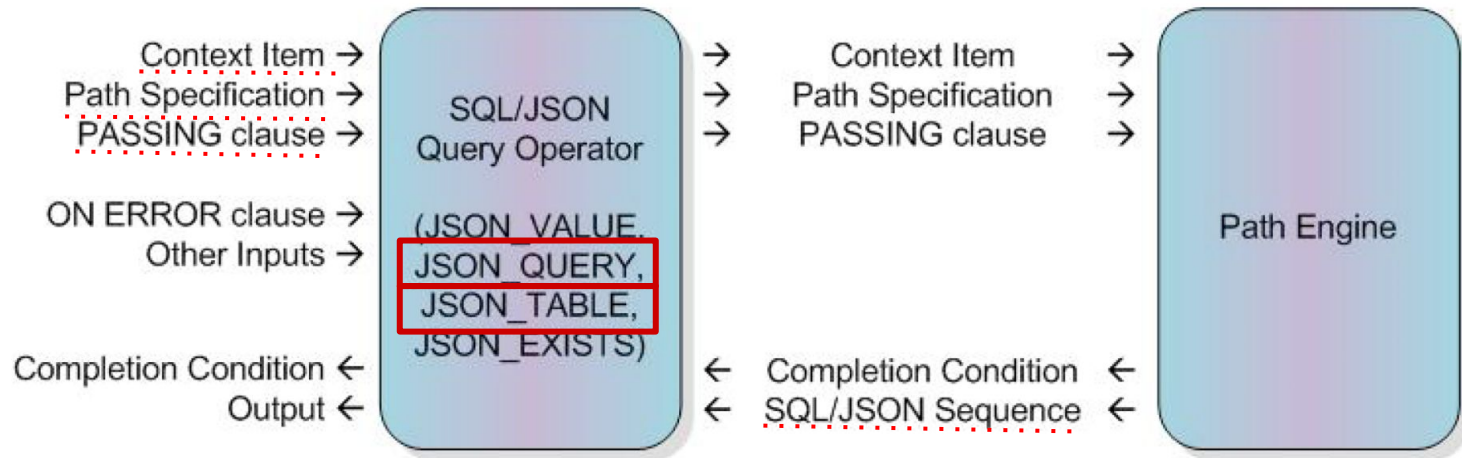 Context Item →
Path Specification →
PASSING clause →
ON ERROR clause →
Other Inputs →
Completion Condition ←
Output ←
SQL/JSON
Query Operator
(JSON_VALUE,
JSON_QUERY,
JSON_TABLE,
JSON_EXISTS)
→ Context Item →
→ Path Specification →
→ PASSING clause →
← Completion Condition ←
← SQL/JSON Sequence ←
Path Engine